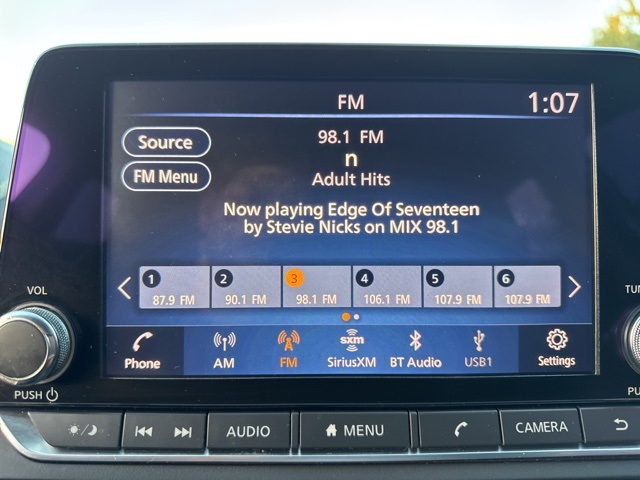 FM
1:07
Source
98.1 FM
n
FM Menu
Adult Hits
Now playing Edge Of Seventeen
by Stevie Nicks on MIX 98.1
1 2 3 4 5 6
87.9 FM 90.1 FM 98.1 FM 106.1 FM 107.9 FM 107.9 FM
sxm
Phone AM FM SiriusXM BT Audio USB1 Settings
VOL
TU
PUSH
PU
AUDIO MENU CAMERA